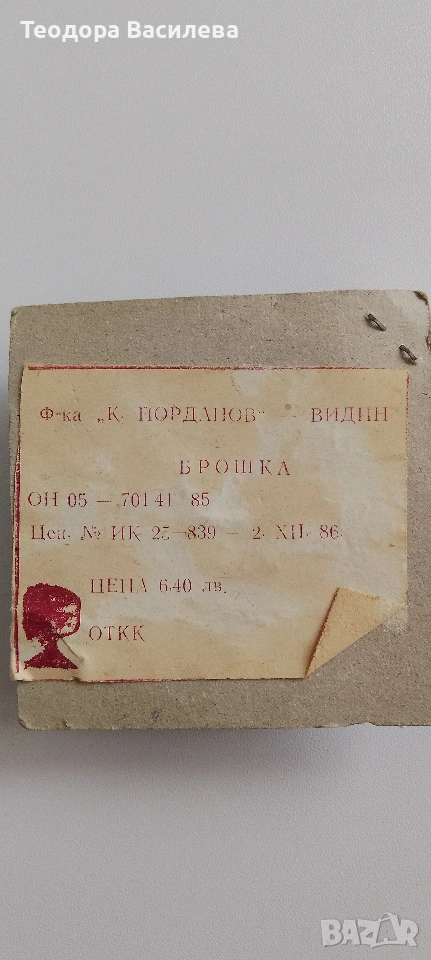 Теодора Василева
Ф-ка „К. ЙОРДАНОВ“ — ВИДИН
БРОШКА
ОН 05 — 70141 85
Цен. № ИК 25—839 — 2. XII. 86.
ЦЕНА 6.40 лв.
ОТКК
BAZAR